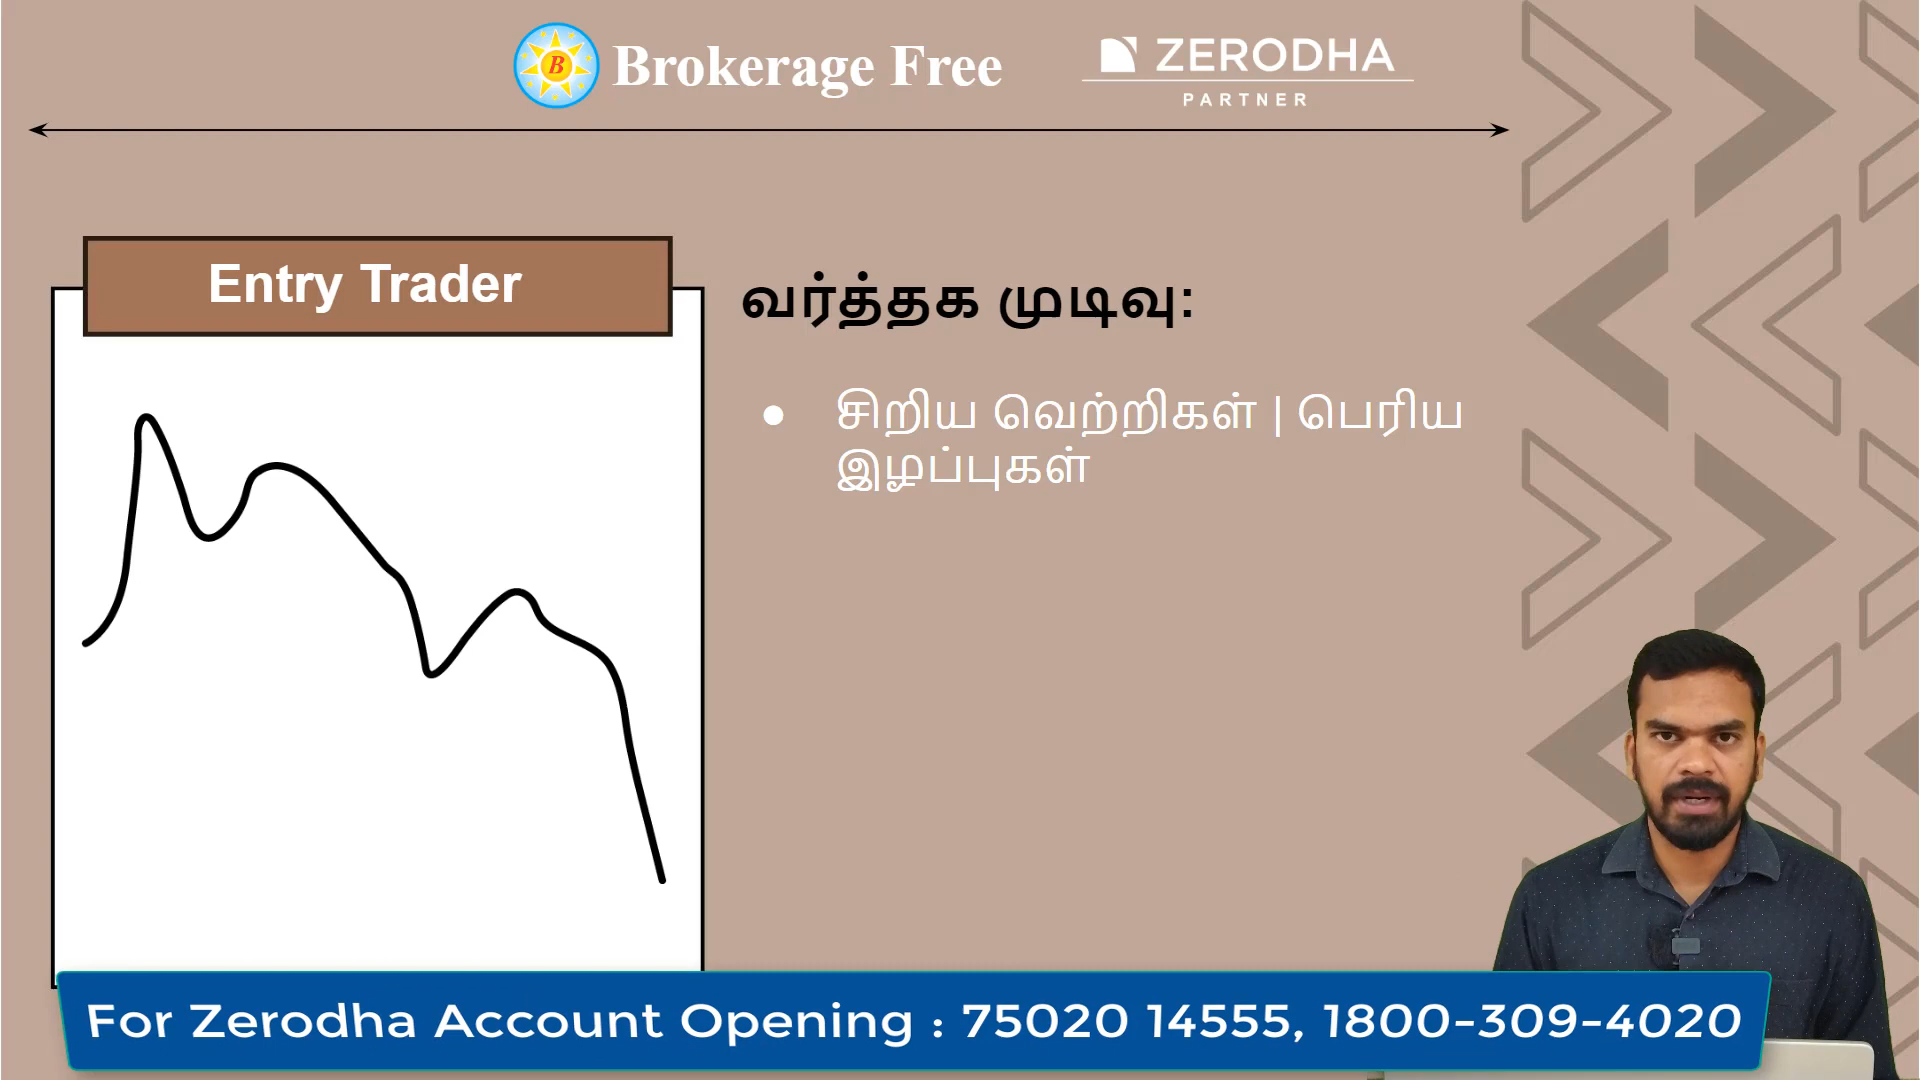 B Brokerage Free
ZERODHA
PARTNER
Entry Trader
வர்த்தக முடிவு:
● சிறிய வெற்றிகள் | பெரிய
இழப்புகள்
For Zerodha Account Opening : 75020 14555, 1800-309-4020